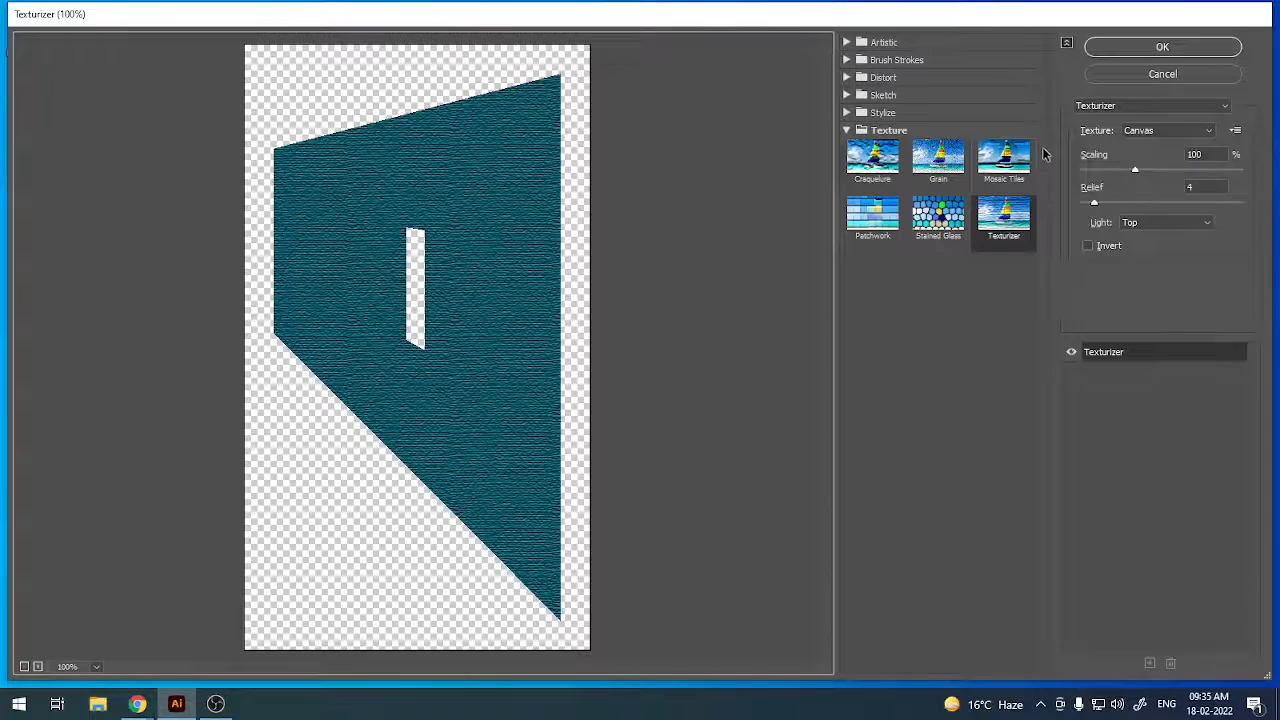 Texturizer (100%)
Artistic
Brush Strokes
Distort
Sketch
Stylize
Texture
Craquelure
Grain
Mosaic Tiles
Patchwork
Stained Glass
Texturizer
OK
Cancel
Texturizer
Texture: Canvas
Scaling 100 %
Relief 4
Light: Top
Invert
Texturizer
100%
Ai
16°C Haze
ENG
09:35 AM
18-02-2022
1